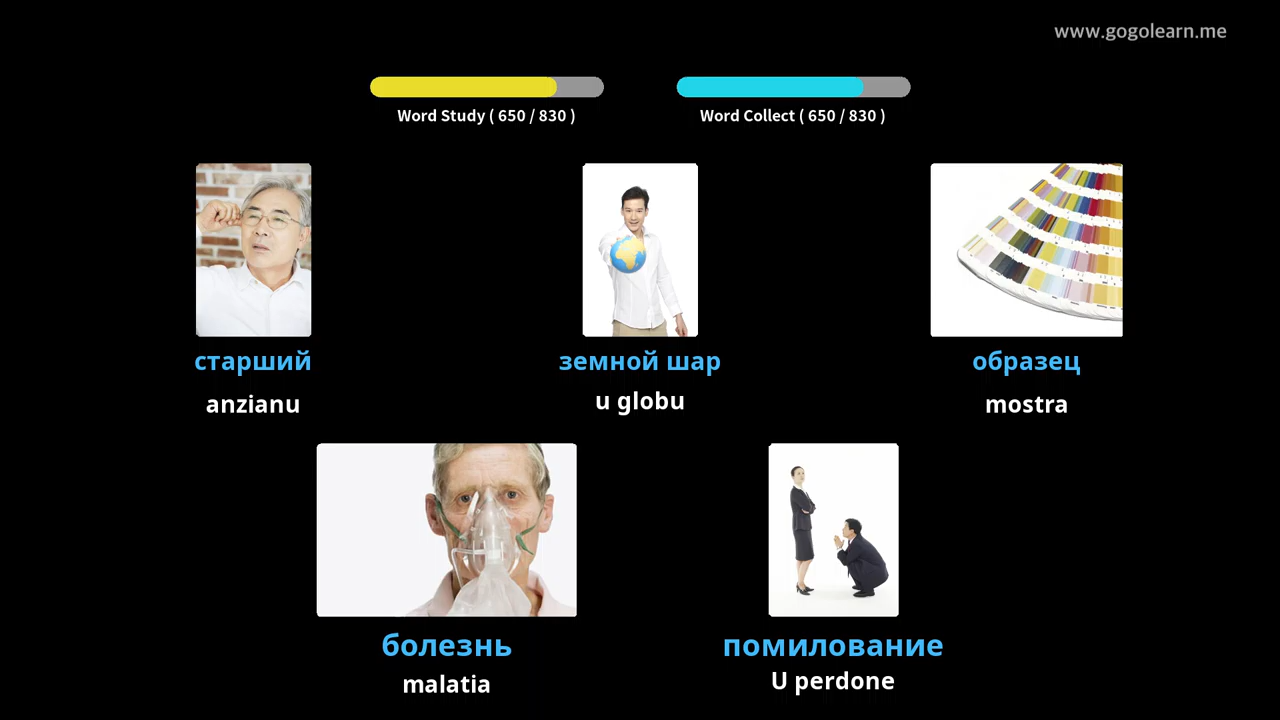 www.gogolearn.me
Word Study ( 650 / 830 )
Word Collect ( 650 / 830 )
старший
anzianu
земной шар
u globu
образец
mostra
болезнь
malatia
помилование
U perdone